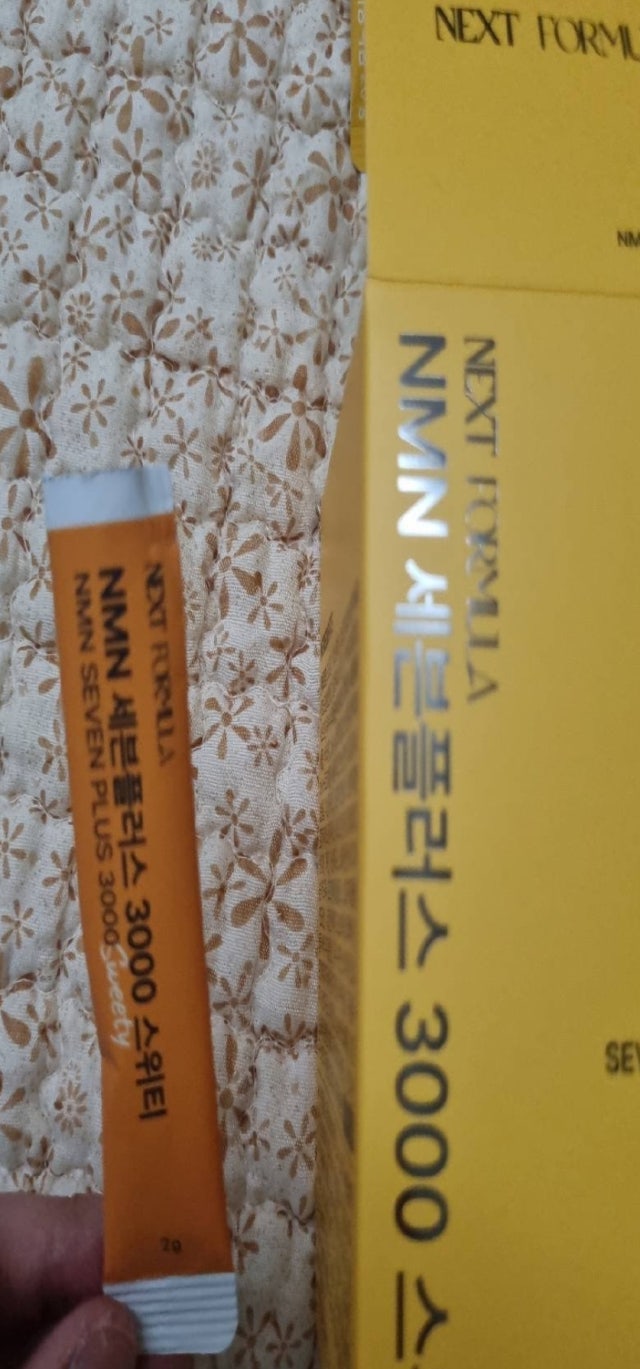 NEXT FORMULA
NMN 세븐플러스 3000 스위티
NMN SEVEN PLUS 3000
Sweety
2g
NEXT
NEXT FORMULA
NMN 세븐플러스 3000